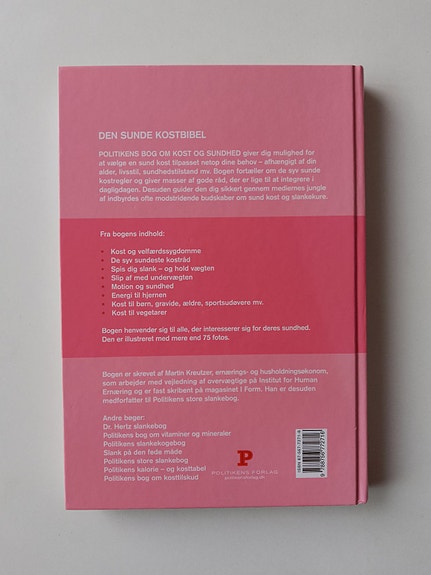 DEN SUNDE KOSTBIBEL
POLITIKENS BOG OM KOST OG SUNDHED giver dig mulighed for
at vælge en sund kost tilpasset netop dine behov – afhængigt af din
alder, livsstil, sundhedstilstand mv. Bogen fortæller om de syv sunde
kostregler og giver masser af gode råd, der er lige til at integrere i
dagligdagen. Desuden guider den dig sikkert gennem mediernes jungle
af indbyrdes ofte modstridende budskaber om sund kost og slankekure.
Fra bogens indhold:
• Kost og velfærdssygdomme
• De syv sundeste kostråd
• Spis dig slank – og hold vægten
• Slip af med undervægten
• Motion og sundhed
• Energi til hjernen
• Kost til børn, gravide, ældre, sportsudøvere mv.
• Kost til vegetarer
Bogen henvender sig til alle, der interesserer sig for deres sundhed.
Den er illustreret med mere end 75 fotos.
Bogen er skrevet af Martin Kreutzer, ernærings- og husholdningsøkonom,
som arbejder med vejledning af overvægtige på Institut for Human
Ernæring og er fast skribent på magasinet I Form. Han er desuden
medforfatter til Politikens store slankebog.
Andre bøger:
Dr. Hertz slankebog
Politikens bog om vitaminer og mineraler
Politikens slankekogebog
Slank på den fede måde
Politikens store slankebog
Politikens kalorie – og kosttabel
Politikens bog om kosttilskud
P
POLITIKENS FORLAG
politikensforlag.dk